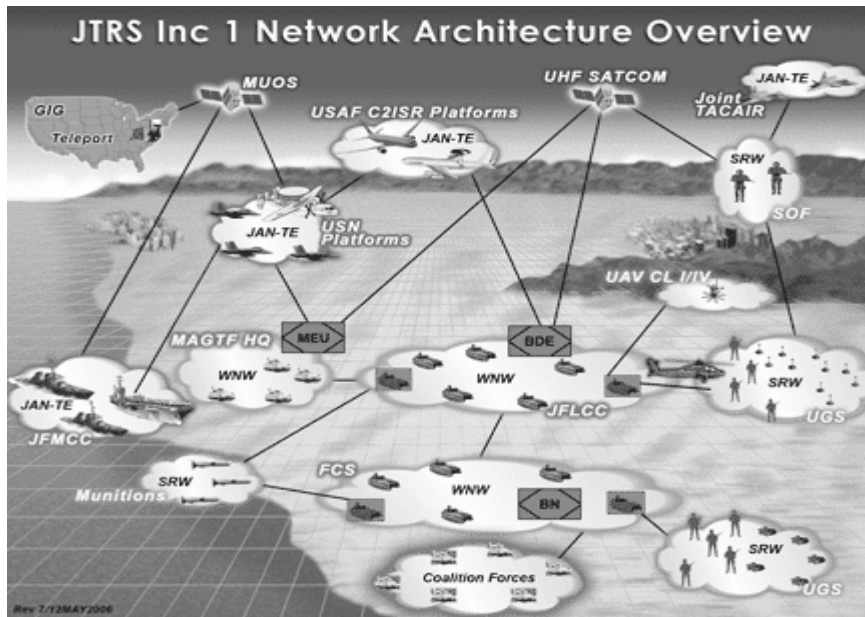 JTRS Inc 1 Network Architecture Overview
MUOS
UHF SATCOM
JAN-TE
Joint
TACAIR
GIG
Teleport
USAF C2ISR Platforms
JAN-TE
SRW
SOF
JAN-TE
USN
Platforms
UAV CL I/IV
MEU
BDE
MAGTF HQ
WNW
WNW
JFLCC
SRW
UGS
JAN-TE
JFMCC
FCS
SRW
Munitions
WNW
BN
SRW
UGS
Coalition Forces
Rev 7/12MAY2006